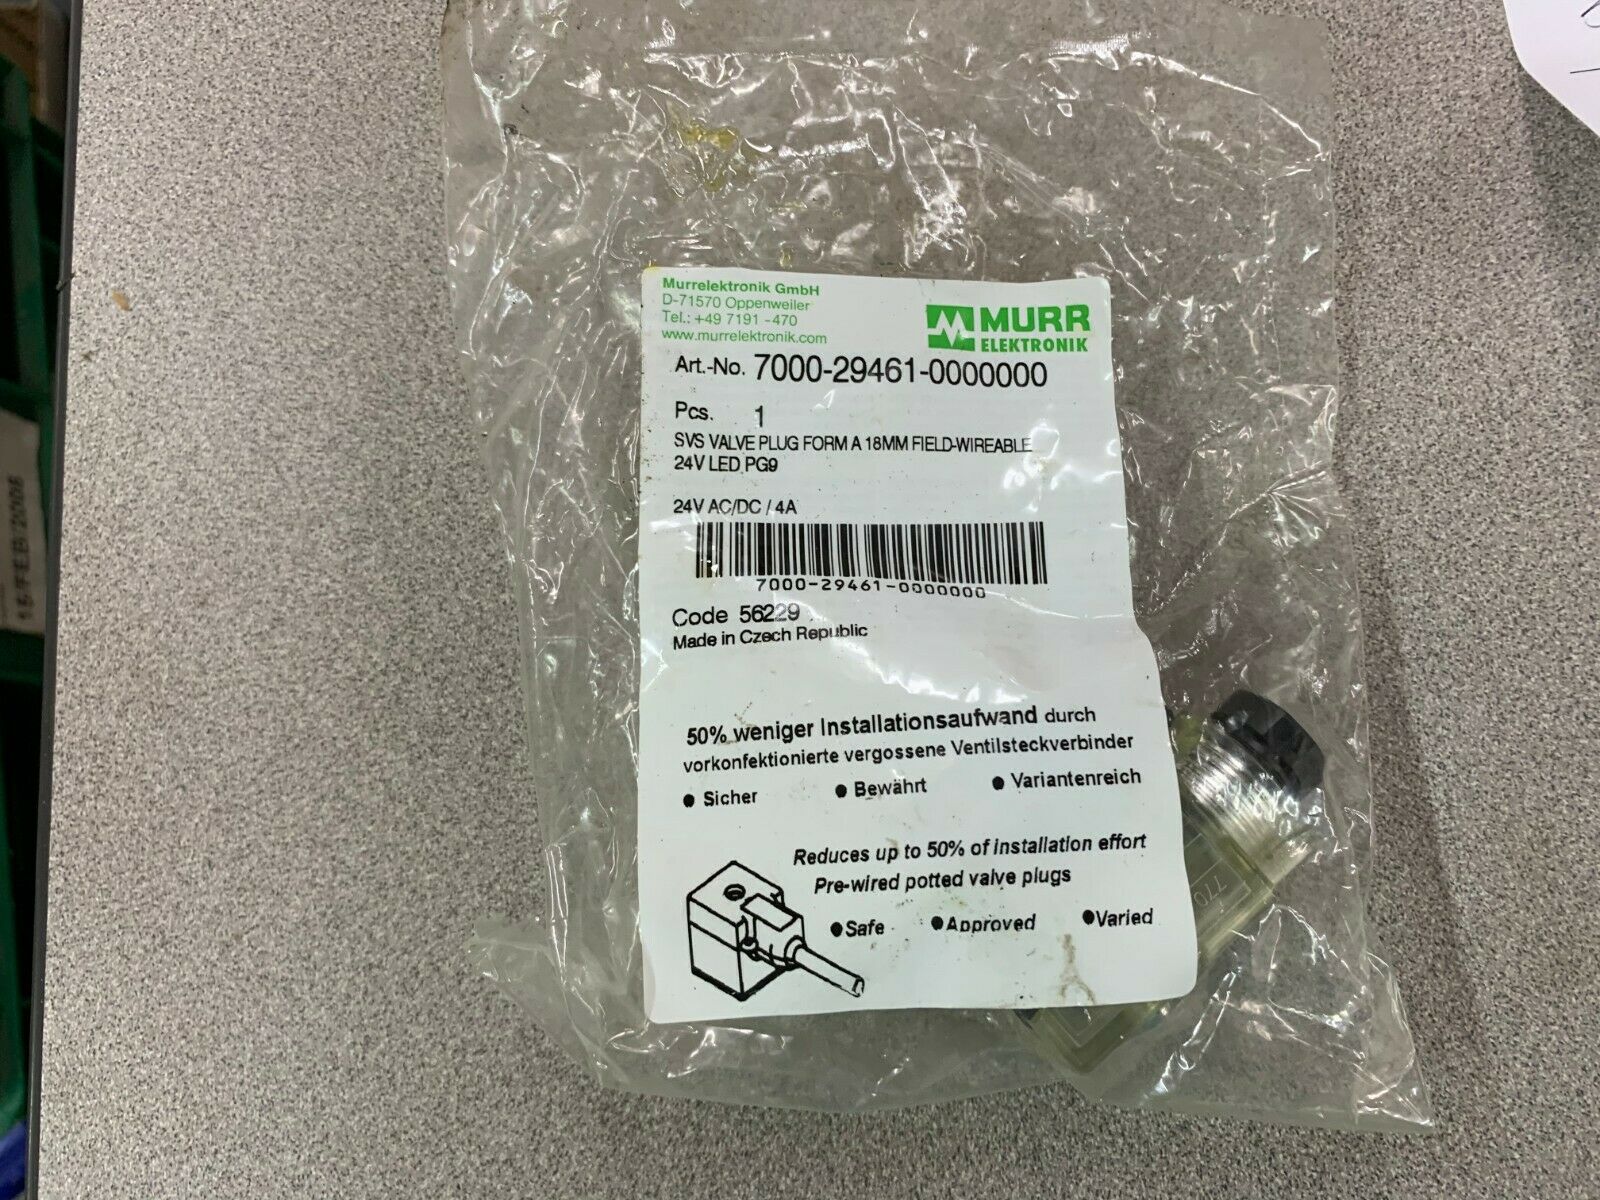 Murrelektronik GmbH
D-71570 Oppenweiler
Tel.: +49 7191 -470
www.murrelektronik.com
MURR
ELEKTRONIK
Art.-No. 7000-29461-0000000
Pcs. 1
SVS VALVE PLUG FORM A 18MM FIELD-WIREABLE
24V LED PG9
24V AC/DC / 4A
7000-29461-0000000
Code 56229
Made in Czech Republic
50% weniger Installationsaufwand durch
vorkonfektionierte vergossene Ventilsteckverbinder
● Sicher ● Bewährt ● Variantenreich
Reduces up to 50% of installation effort
Pre-wired potted valve plugs
●Safe ●Approved ●Varied
15 FEB 2006